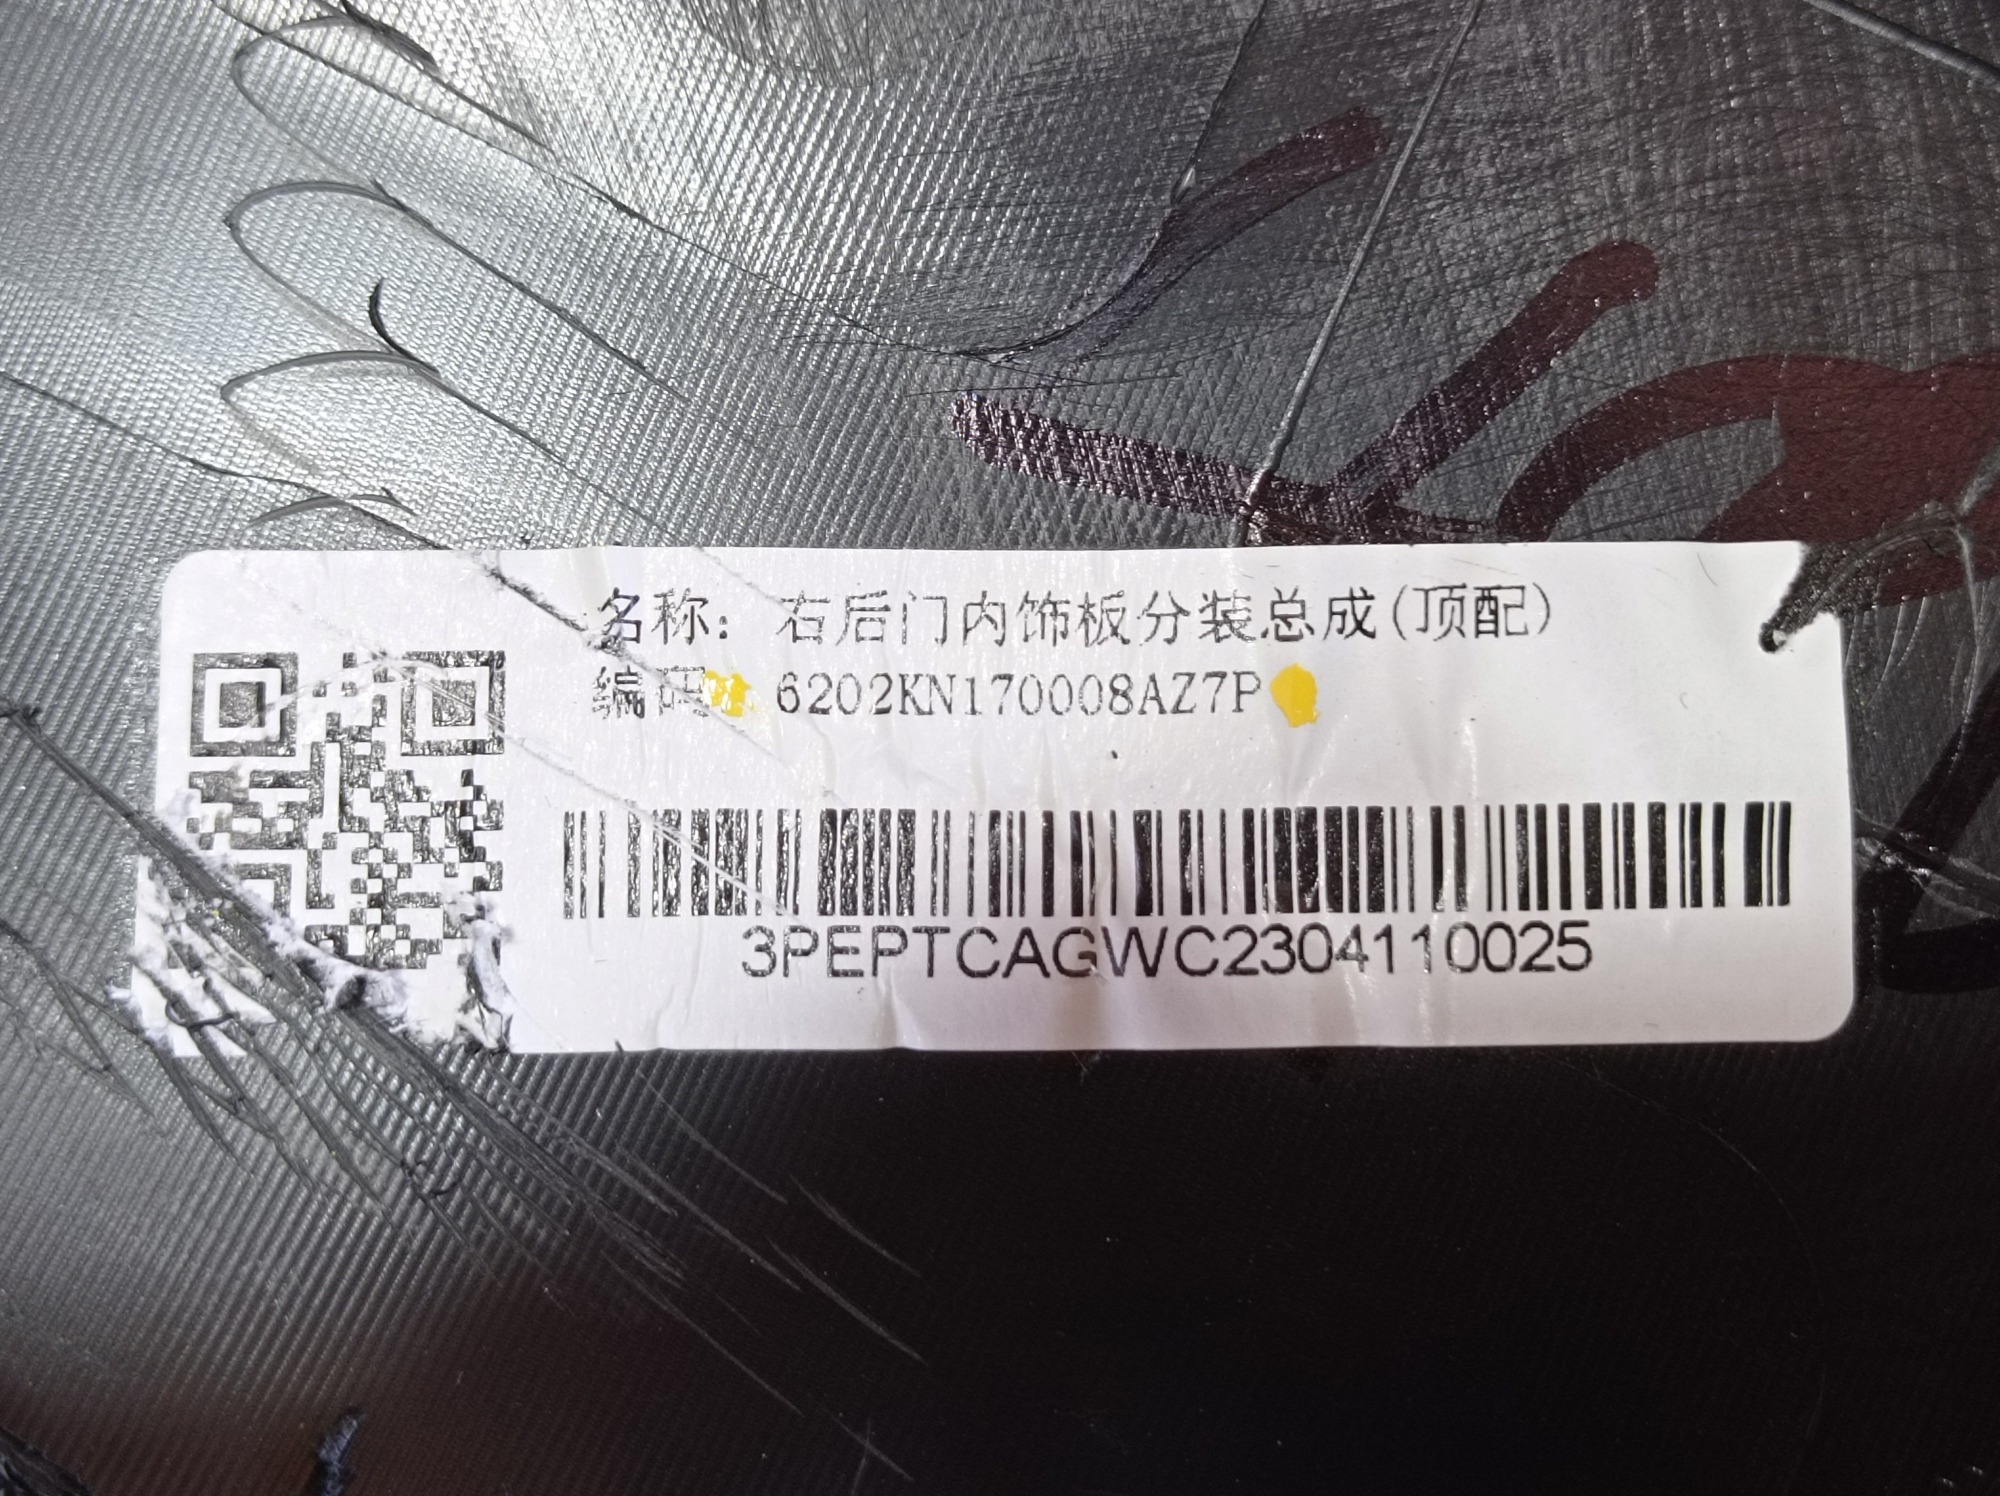 名称：右后门内饰板分装总成(顶配)
编码：6202KN170008AZ7P
3PEPTCAGWC2304110025